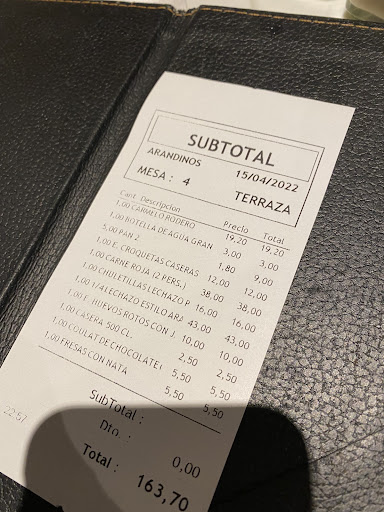 SUBTOTAL
ARANDINOS 15/04/2022
MESA : 4 TERRAZA
Cant. Descripcion Precio Total
1,00 CARMELO RODERO 19,20 19,20
1,00 BOTELLA DE AGUA GRAN 3,00 3,00
5,00 PAN 2 1,80 9,00
1,00 E. CROQUETAS CASERAS 12,00 12,00
1,00 CARNE ROJA (2 PERS.) 38,00 38,00
1,00 CHULETILLAS LECHAZO P 16,00 16,00
1,00 1/4LECHAZO ESTILO ARA 43,00 43,00
1,00 T. HUEVOS ROTOS CON J. 10,00 10,00
1,00 CASERA 500 CL. 2,50 2,50
1,00 COULAT DE CHOCOLATE( 5,50 5,50
1,00 FRESAS CON NATA 5,50 5,50
SubTotal :
Dto. : 0,00
Total : 163,70
22:57